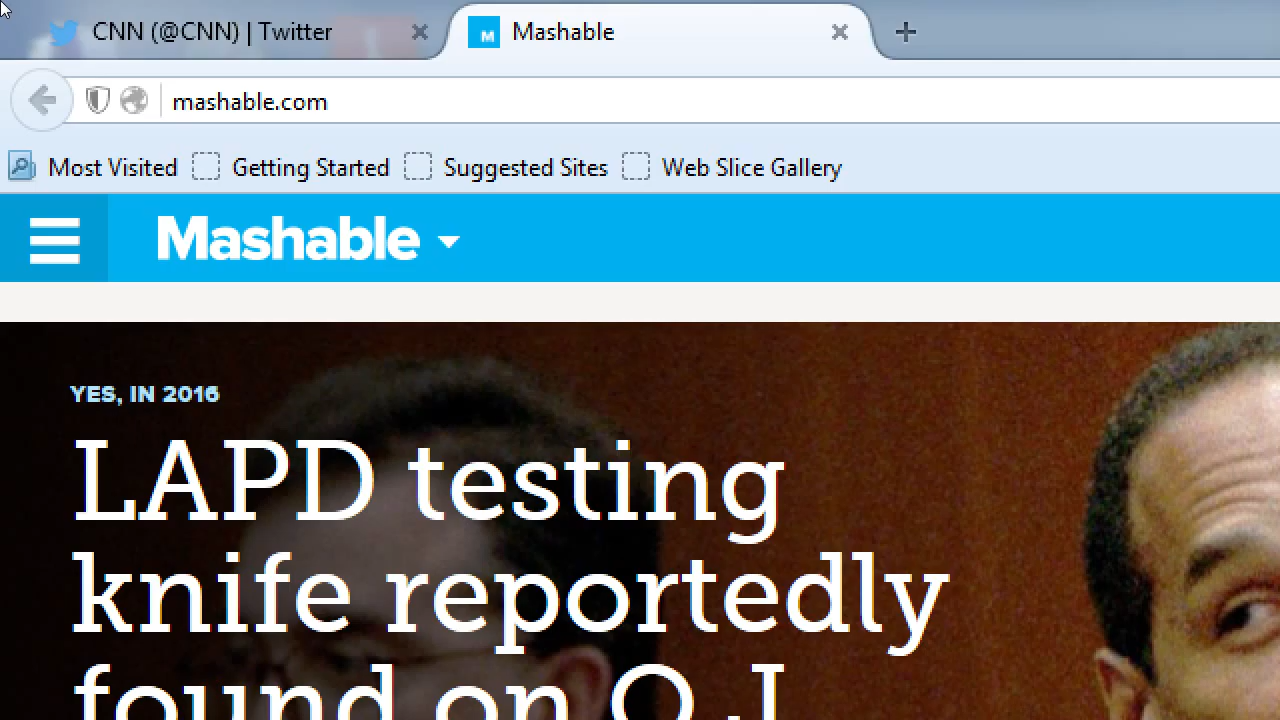 CNN (@CNN) | Twitter
Mashable
mashable.com
Most Visited Getting Started Suggested Sites Web Slice Gallery
Mashable
YES, IN 2016
LAPD testing
knife reportedly
found on O.J.